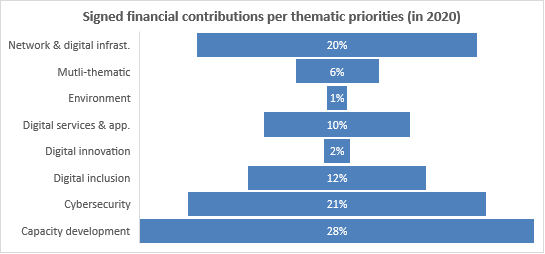 Signed financial contributions per thematic priorities (in 2020)
Network & digital infrast. 20%
Mutli-thematic 6%
Environment 1%
Digital services & app. 10%
Digital innovation 2%
Digital inclusion 12%
Cybersecurity 21%
Capacity development 28%